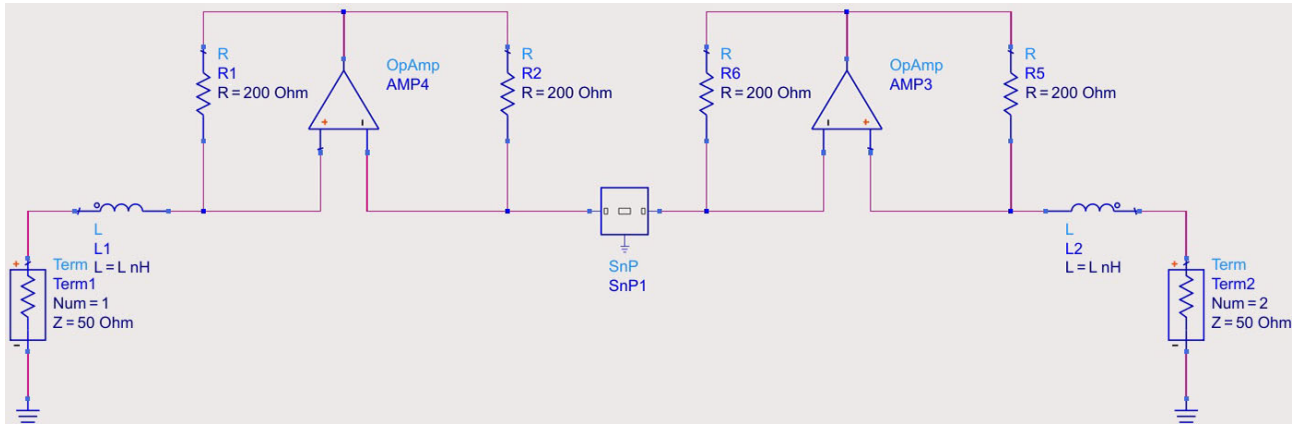 R
R1
R = 200 Ohm
OpAmp
AMP4
+
−
R
R2
R = 200 Ohm
R
R6
R = 200 Ohm
OpAmp
AMP3
−
+
R
R5
R = 200 Ohm
L
L1
L = L nH
SnP
SnP1
L
L2
L = L nH
+
Term
Term1
Num = 1
Z = 50 Ohm
-
+
Term
Term2
Num = 2
Z = 50 Ohm
-